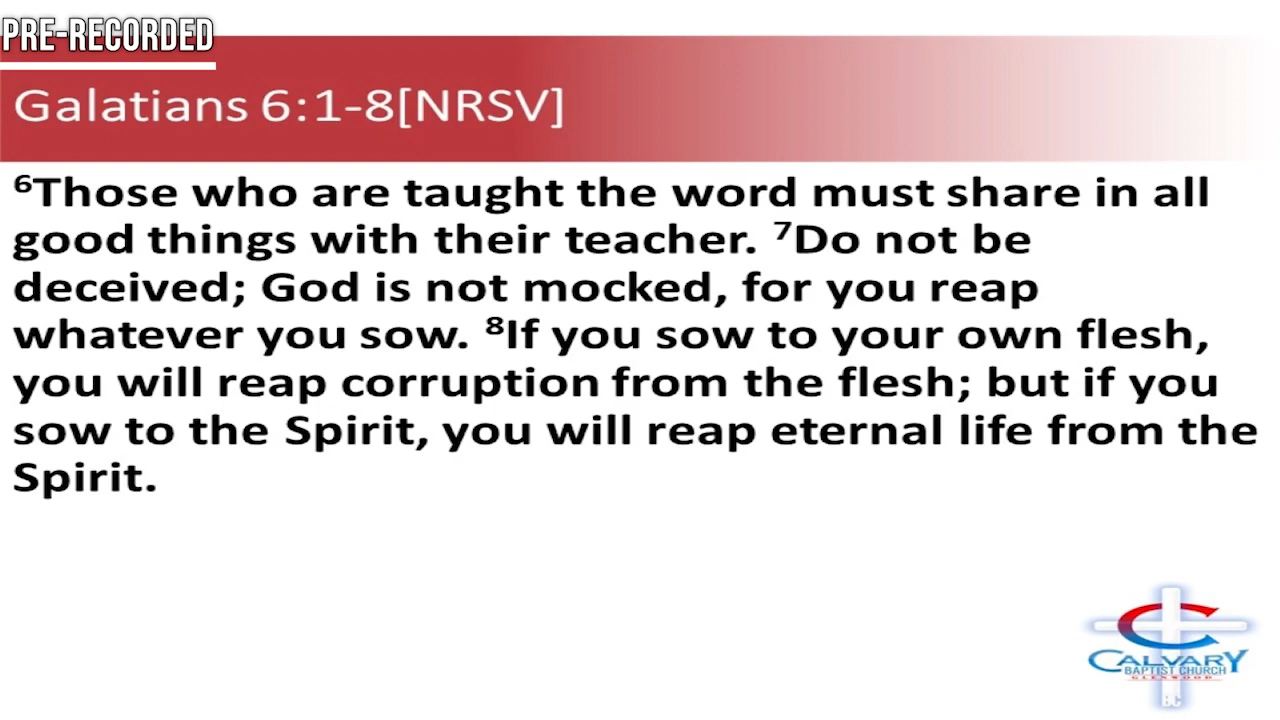 PRE-RECORDED
Galatians 6:1-8[NRSV]
⁶Those who are taught the word must share in all
good things with their teacher. ⁷Do not be
deceived; God is not mocked, for you reap
whatever you sow. ⁸If you sow to your own flesh,
you will reap corruption from the flesh; but if you
sow to the Spirit, you will reap eternal life from the
Spirit.
C
CALVARY
BAPTIST CHURCH
GLENWOOD
BC